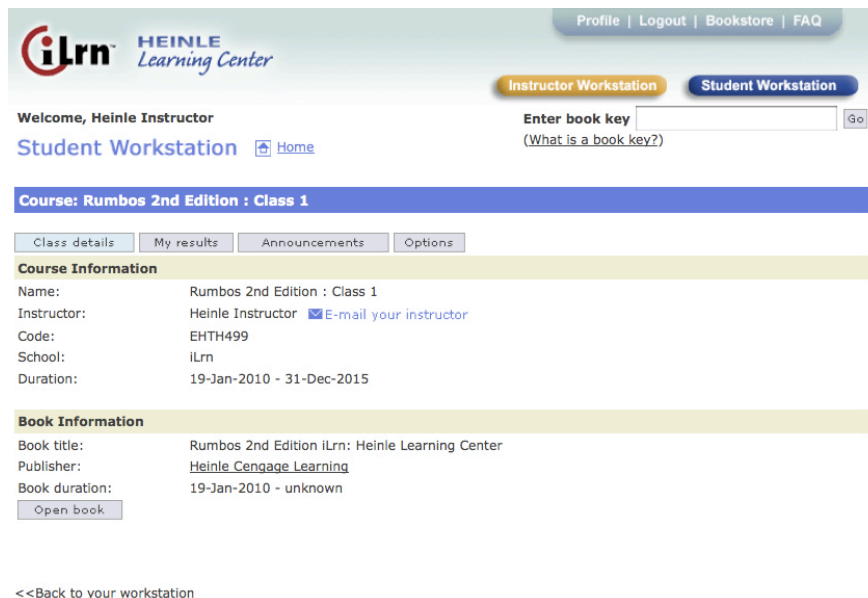 Profile | Logout | Bookstore | FAQ
iLrn™ HEINLE
Learning Center
Instructor Workstation Student Workstation
Welcome, Heinle Instructor
Enter book key Go
(What is a book key?)
Student Workstation Home
Course: Rumbos 2nd Edition : Class 1
Class details My results Announcements Options
Course Information
Name: Rumbos 2nd Edition : Class 1
Instructor: Heinle Instructor E-mail your instructor
Code: EHTH499
School: iLrn
Duration: 19-Jan-2010 - 31-Dec-2015
Book Information
Book title: Rumbos 2nd Edition iLrn: Heinle Learning Center
Publisher: Heinle Cengage Learning
Book duration: 19-Jan-2010 - unknown
Open book
<<Back to your workstation